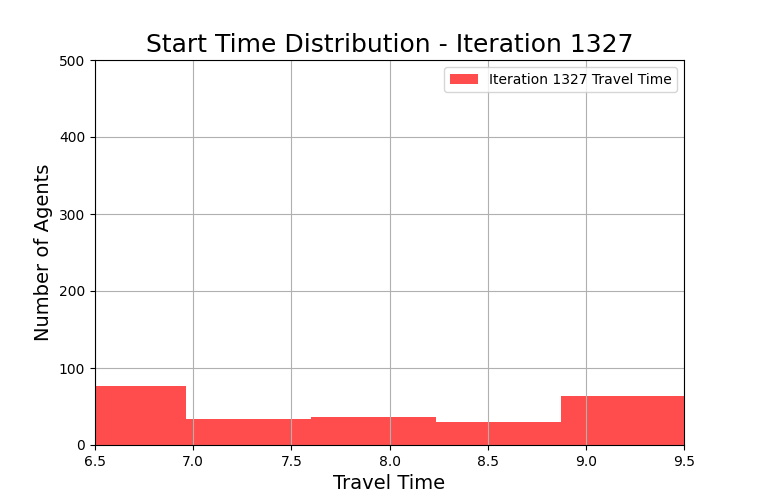 Start Time Distribution - Iteration 1327
Iteration 1327 Travel Time
500
400
300
200
100
0
Number of Agents
6.5 7.0 7.5 8.0 8.5 9.0 9.5
Travel Time